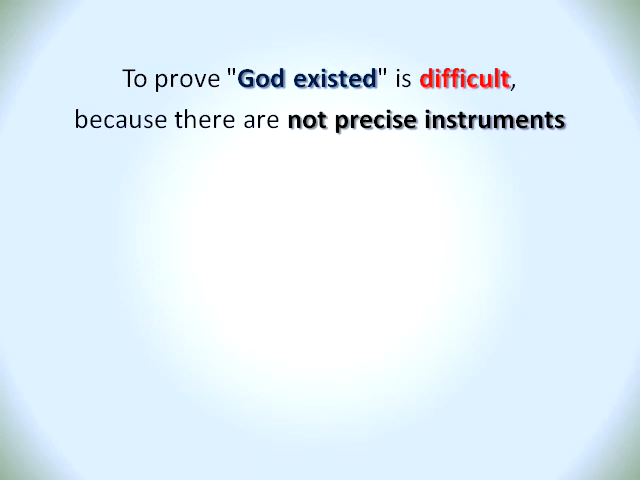 To prove "God existed" is difficult,
because there are not precise instruments